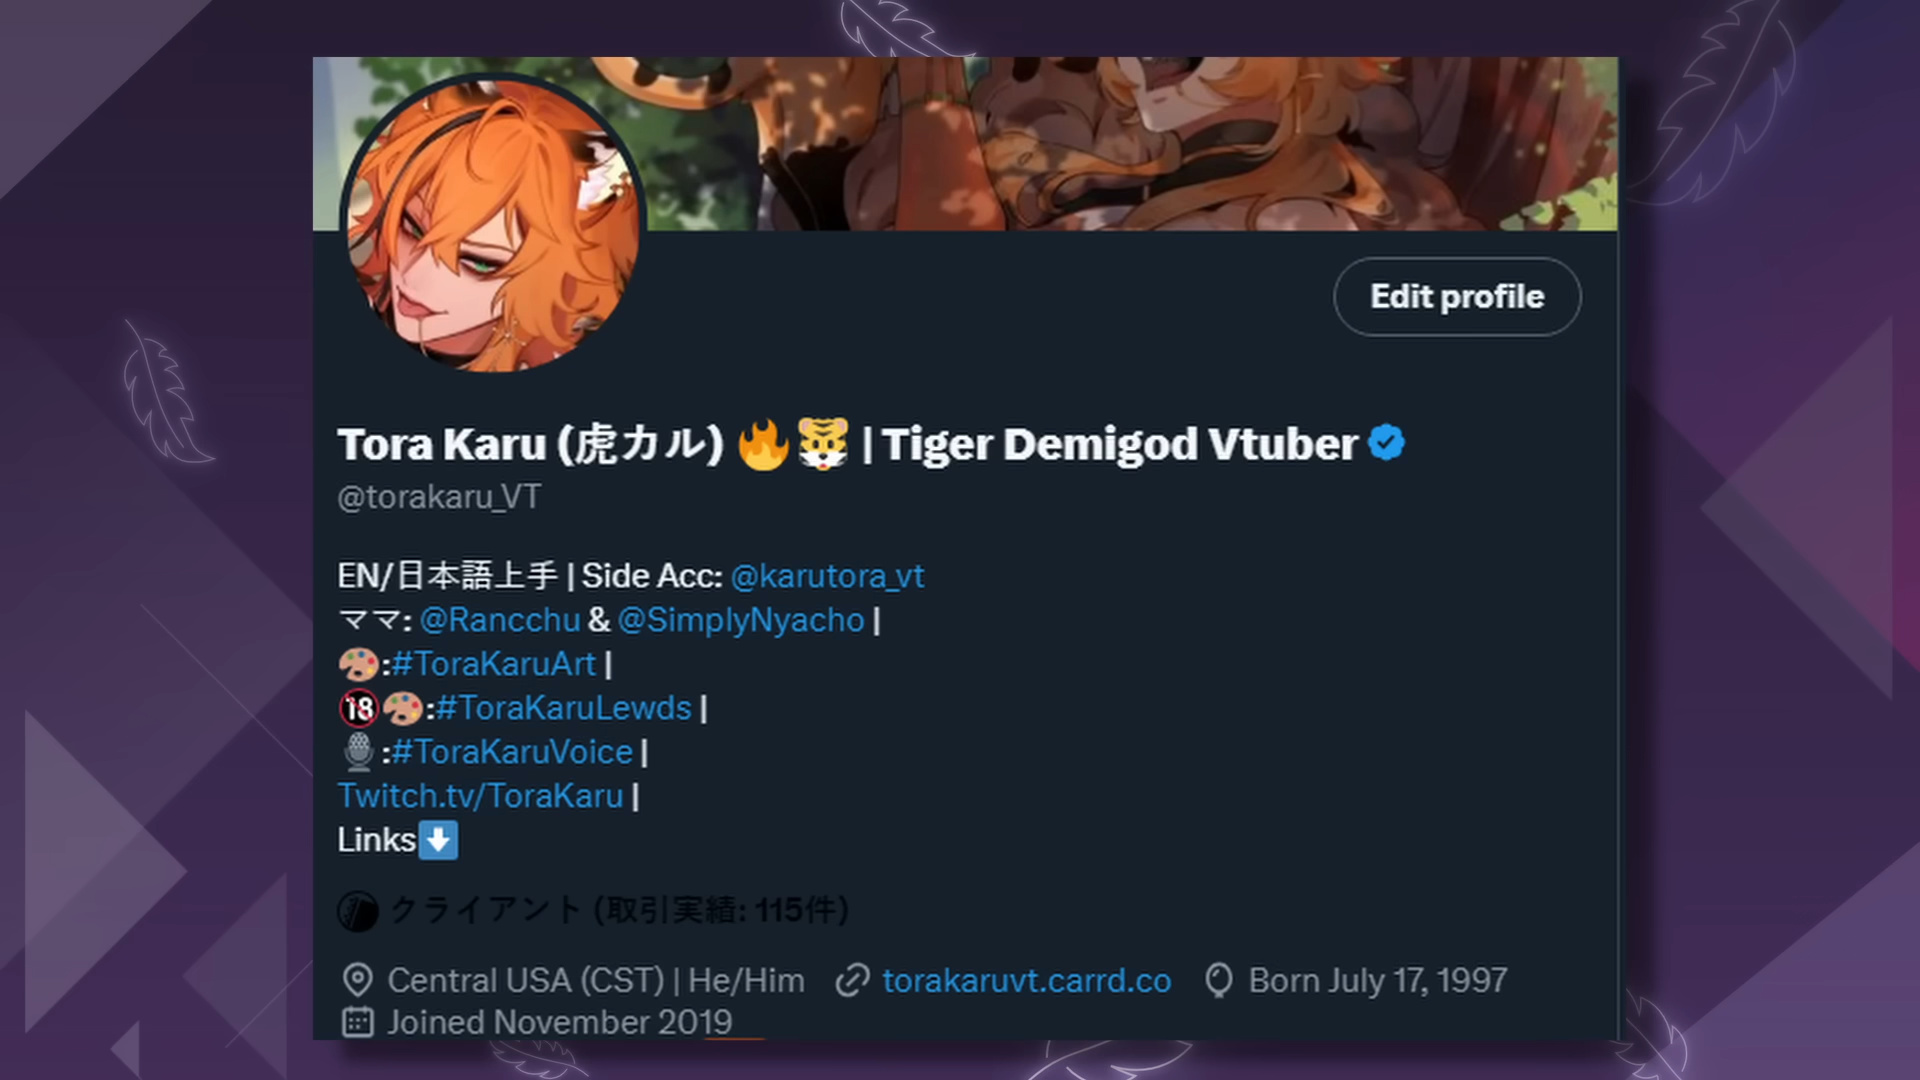 Edit profile
Tora Karu (虎カル) 🔥🐯 | Tiger Demigod Vtuber
@torakaru_VT
EN/日本語上手 | Side Acc: @karutora_vt
ママ: @Rancchu & @SimplyNyacho |
🎨:#ToraKaruArt |
🔞🎨:#ToraKaruLewds |
🎙:#ToraKaruVoice |
Twitch.tv/ToraKaru |
Links⬇
クライアント (取引実績: 115件)
Central USA (CST) | He/Him torakaruvt.carrd.co Born July 17, 1997
Joined November 2019